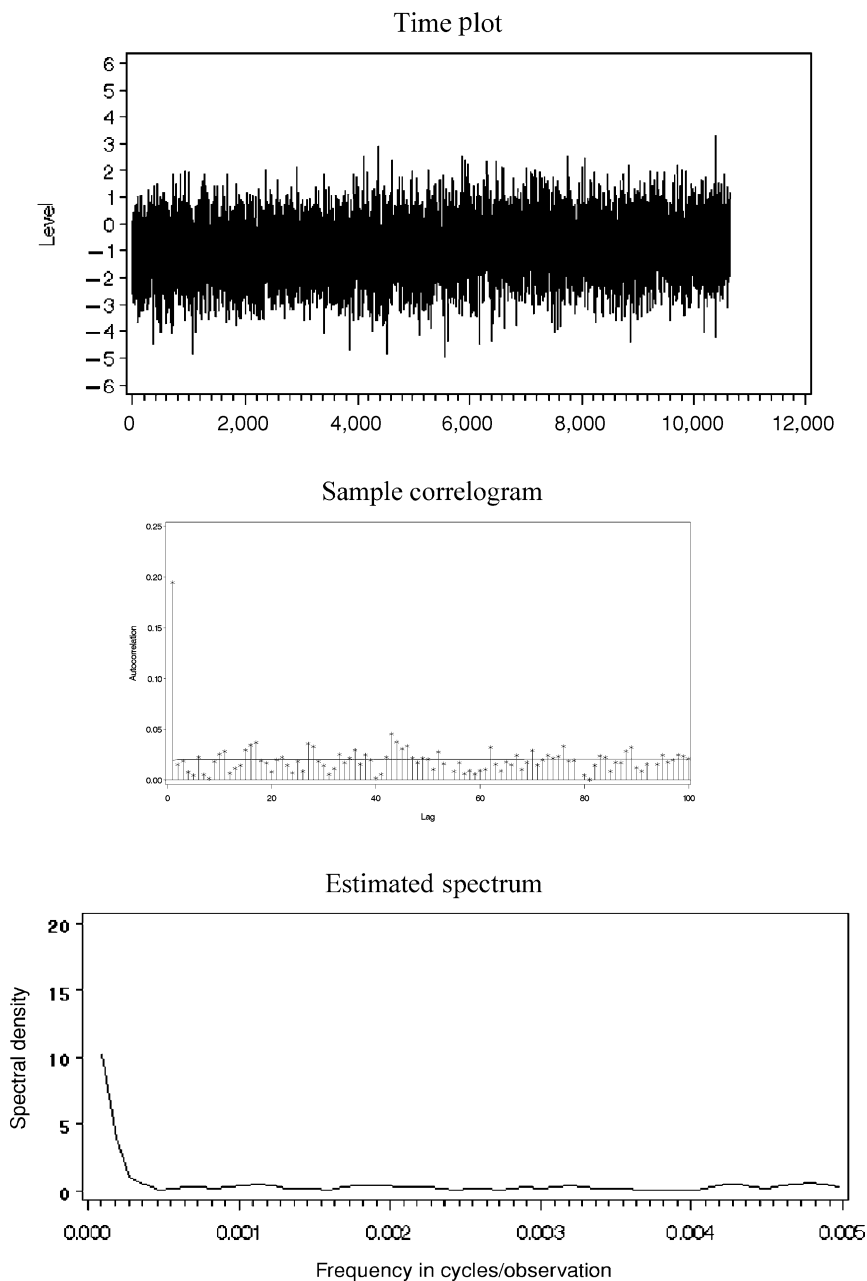 Time plot
6
5
4
3
2
1
0
−1
−2
−3
−4
−5
−6
Level
0 2,000 4,000 6,000 8,000 10,000 12,000
Sample correlogram
0.25
0.20
0.15
0.10
0.05
0.00
Autocorrelation
0 20 40 60 80 100
Lag
Estimated spectrum
20
15
10
5
0
Spectral density
0.000 0.001 0.002 0.003 0.004 0.005
Frequency in cycles/observation